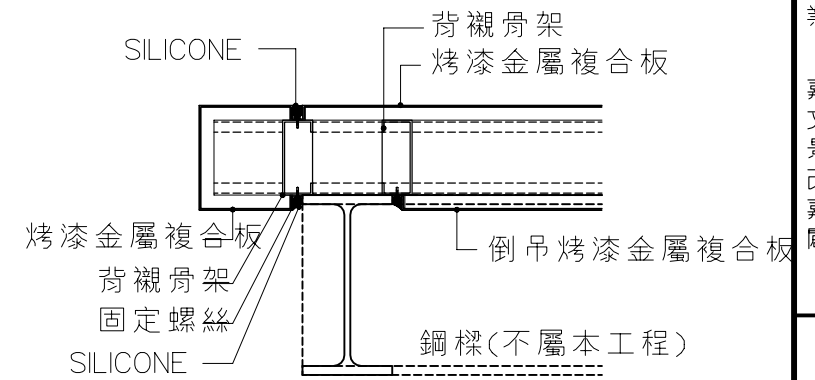 背襯骨架
SILICONE
烤漆金屬複合板
烤漆金屬複合板
倒吊烤漆金屬複合板
背襯骨架
固定螺絲
鋼樑(不屬本工程)
SILICONE